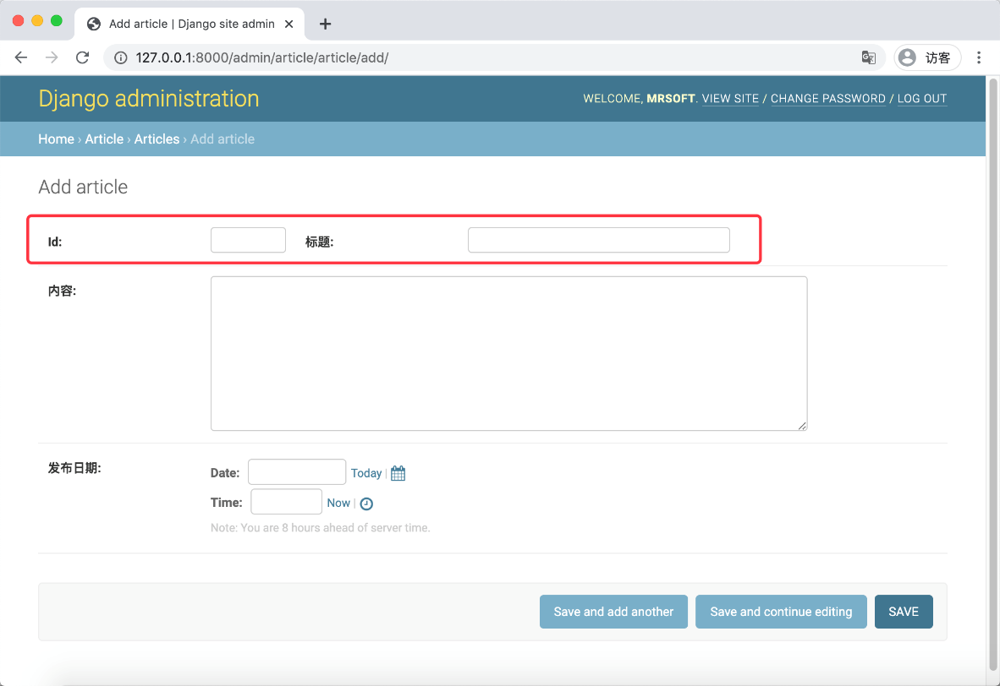 Add article | Django site admin
127.0.0.1:8000/admin/article/article/add/
访客
Django administration
WELCOME, MRSOFT. VIEW SITE / CHANGE PASSWORD / LOG OUT
Home › Article › Articles › Add article
Add article
Id:
标题:
内容:
发布日期:
Date:
Today |
Time:
Now |
Note: You are 8 hours ahead of server time.
Save and add another
Save and continue editing
SAVE